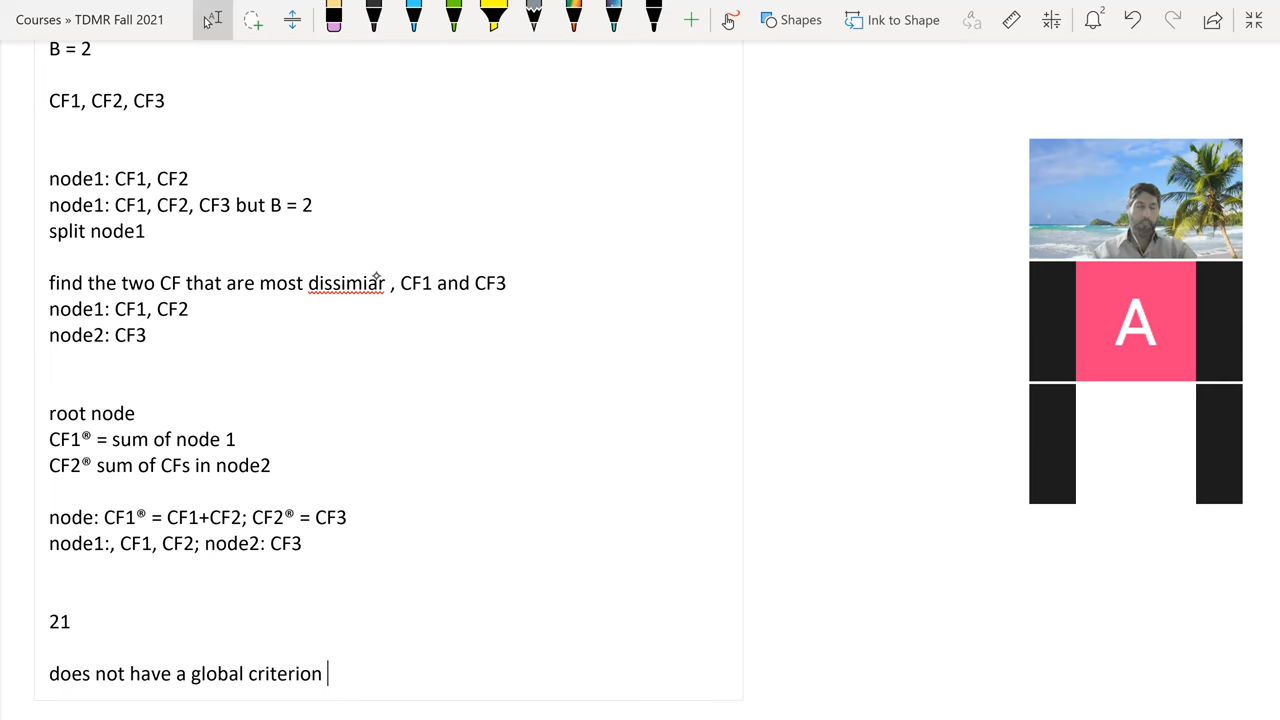 Courses » TDMR Fall 2021
Shapes
Ink to Shape
B = 2
CF1, CF2, CF3
node1: CF1, CF2
node1: CF1, CF2, CF3 but B = 2
split node1
find the two CF that are most dissimiar , CF1 and CF3
node1: CF1, CF2
node2: CF3
root node
CF1® = sum of node 1
CF2® sum of CFs in node2
node: CF1® = CF1+CF2; CF2® = CF3
node1:, CF1, CF2; node2: CF3
21
does not have a global criterion
A